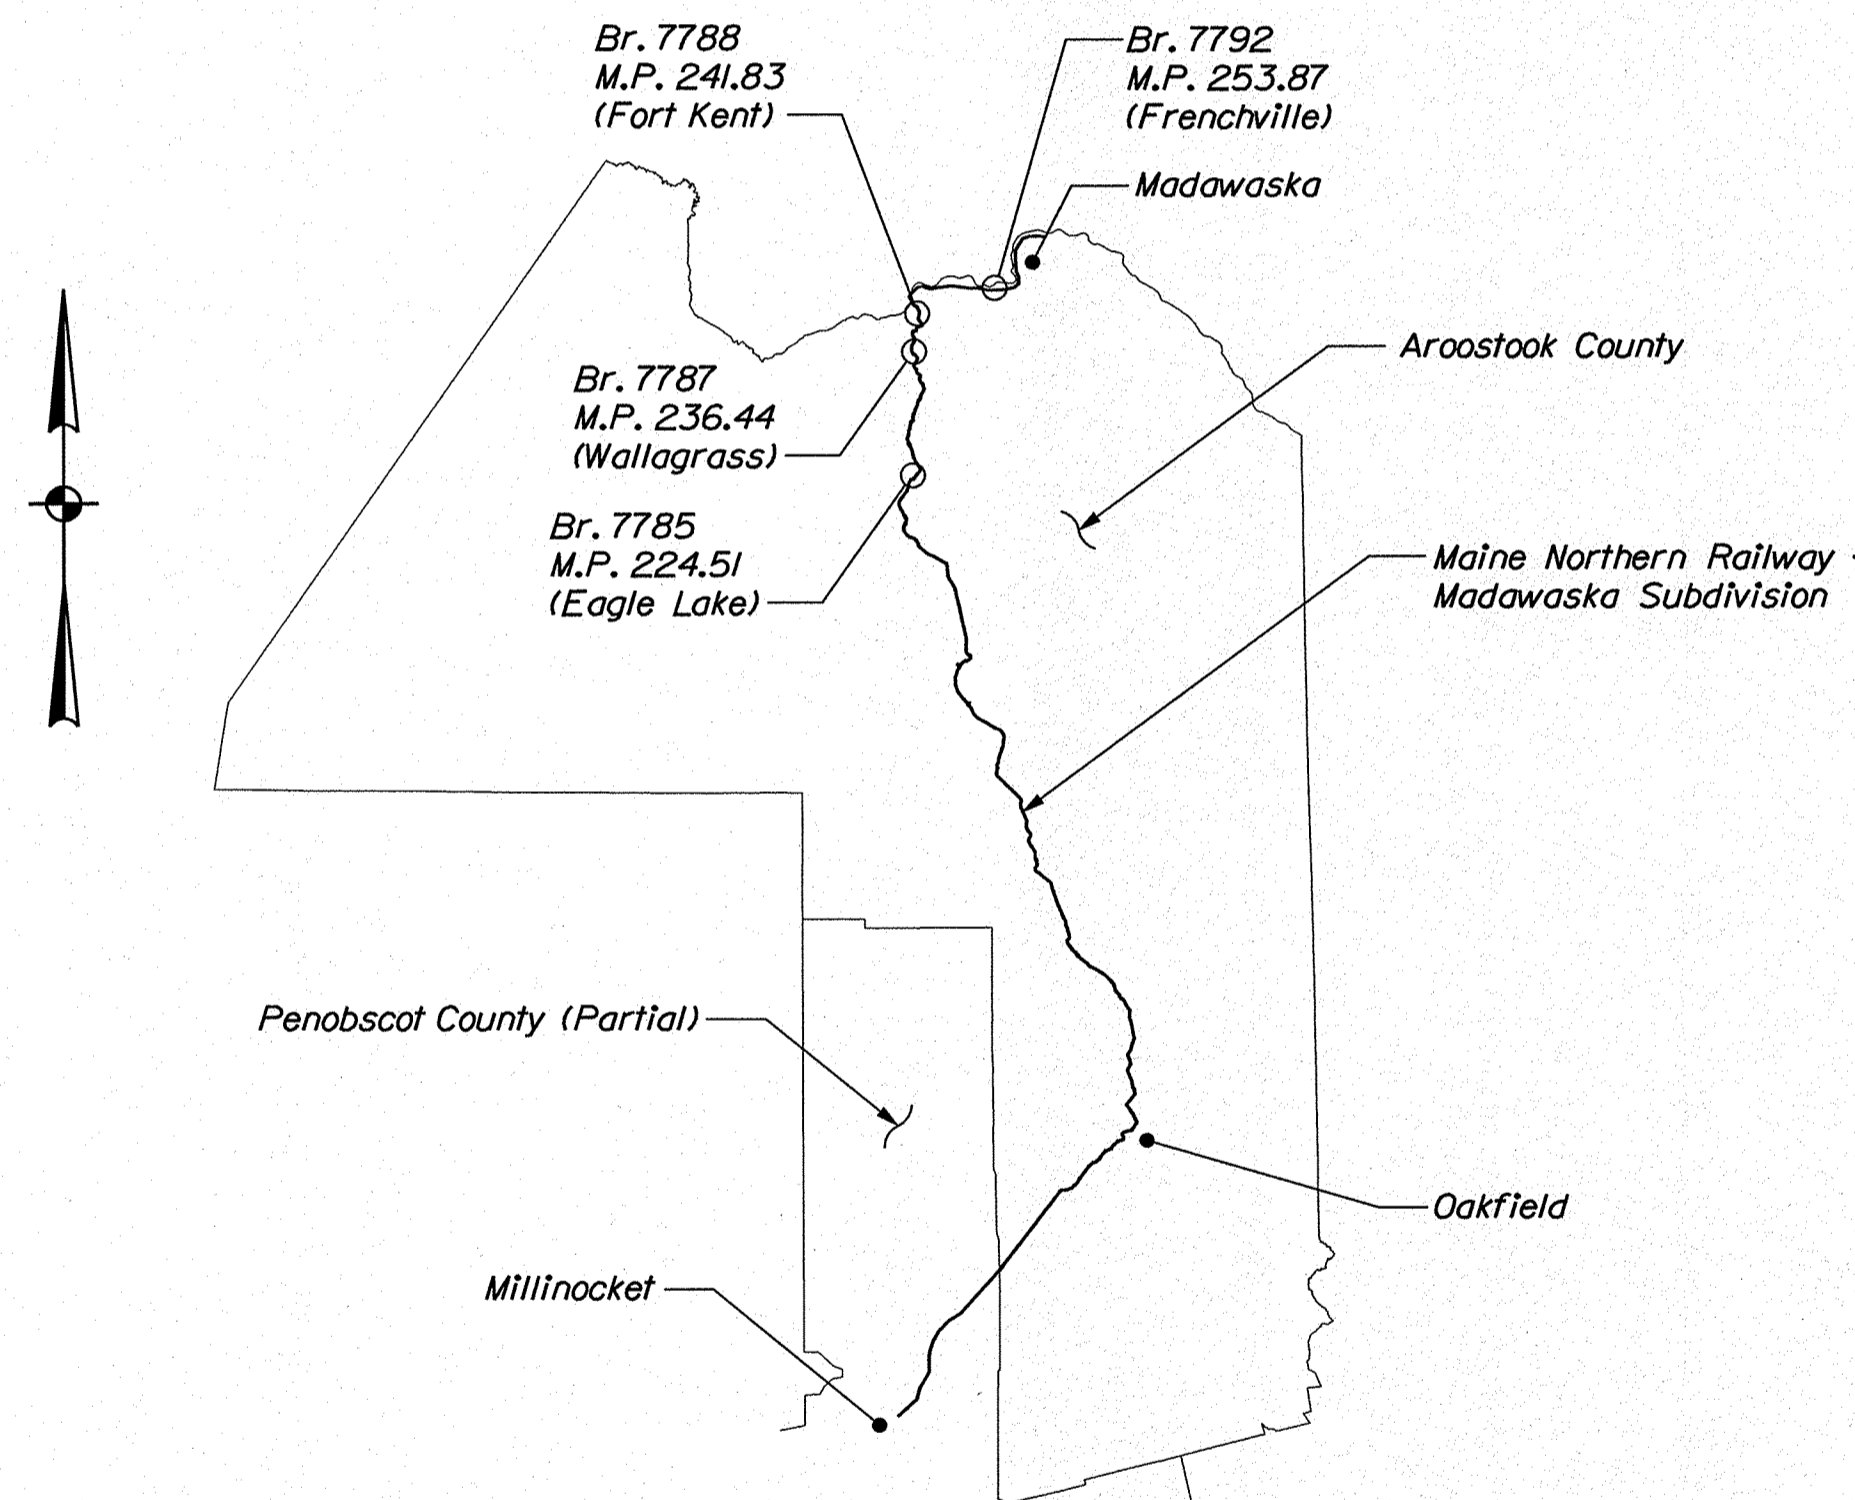 Br. 7788
M.P. 241.83
(Fort Kent)
Br. 7792
M.P. 253.87
(Frenchville)
Madawaska
Aroostook County
Br. 7787
M.P. 236.44
(Wallagrass)
Br. 7785
M.P. 224.51
(Eagle Lake)
Maine Northern Railway
Madawaska Subdivision
Penobscot County (Partial)
Oakfield
Millinocket